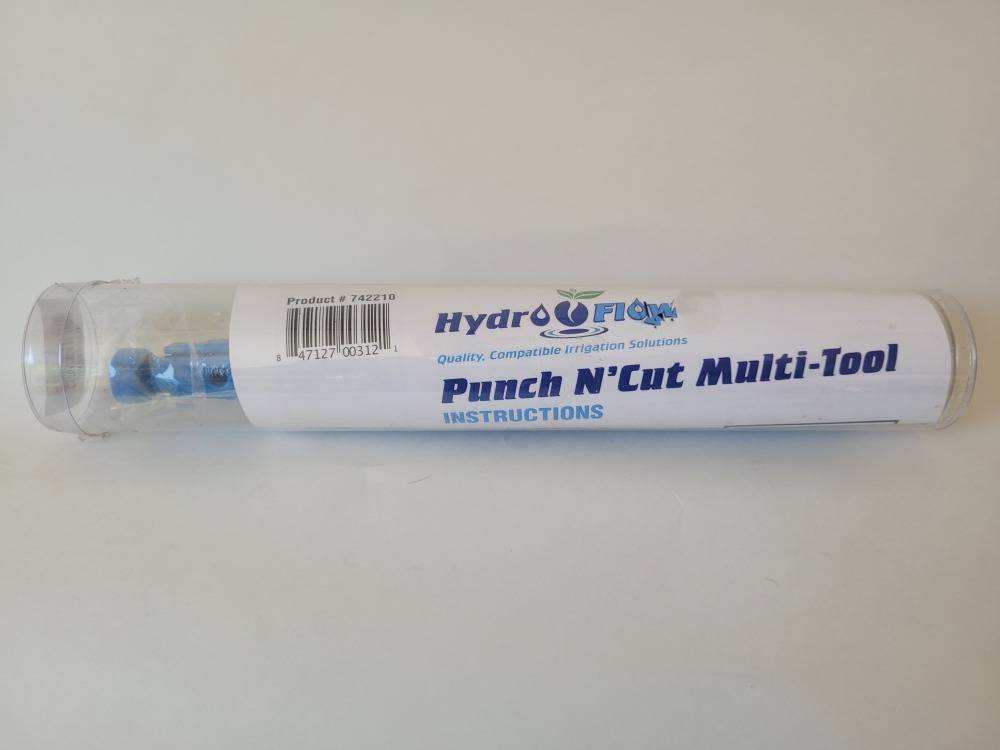 Product # 742210
8 47127 00312 1
Hydro Flow
Quality, Compatible Irrigation Solutions
Punch N'Cut Multi-Tool
INSTRUCTIONS